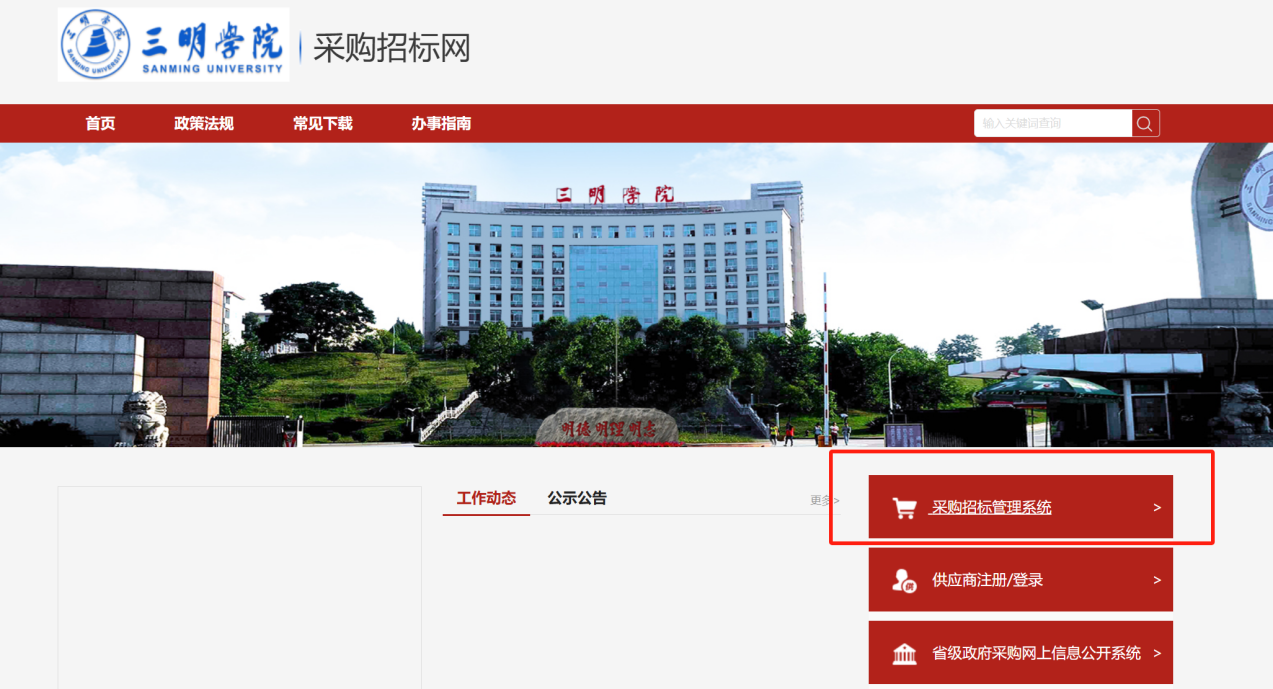 三明学院
SANMING UNIVERSITY
采购招标网
首页 政策法规 常见下载 办事指南
输入关键词查询
三明学院
明德明理明志
工作动态 公示公告 更多>
采购招标管理系统 >
供应商注册/登录 >
省级政府采购网上信息公开系统 >